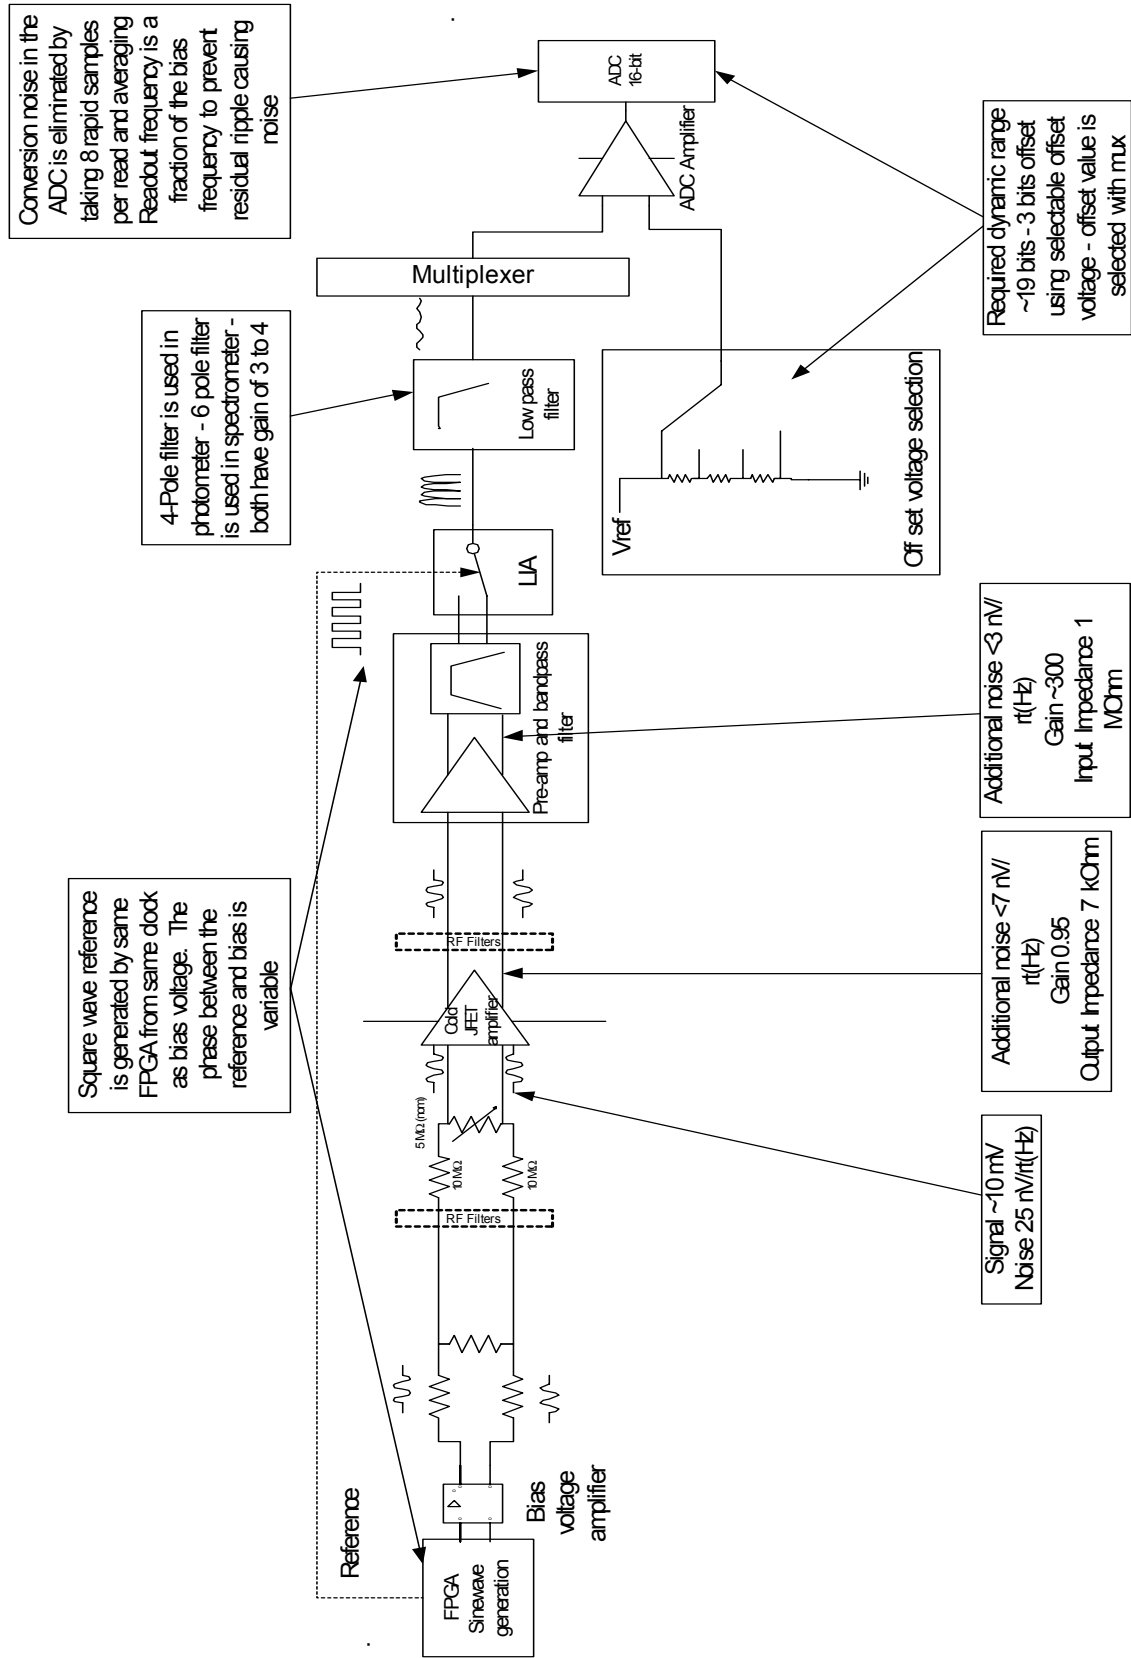 Conversion noise in the
ADC is eliminated by
taking 8 rapid samples
per read and averaging
Readout frequency is a
fraction of the bias
frequency to prevent
residual ripple causing
noise
4-Pole filter is used in
photometer - 6 pole filter
is used in spectrometer -
both have gain of 3 to 4
Square wave reference
is generated by same
FPGA from same clock
as bias voltage. The
phase between the
reference and bias is
variable
Reference
FPGA
Sinewave
generation
Bias
voltage
amplifier
RF Filters
10 MΩ
10 MΩ
5 MΩ (nom)
Cold
JFET
amplifier
RF Filters
Pre-amp and bandpass
filter
LIA
Low pass
filter
Multiplexer
ADC Amplifier
ADC
16-bit
Vref
Off set voltage selection
Signal ~10 mV
Noise 25 nV/rt(Hz)
Additional noise <7 nV/
rt(Hz)
Gain 0.95
Output Impedance 7 kOhm
Additional noise <3 nV/
rt(Hz)
Gain ~300
Input Impedance 1
MOhm
Required dynamic range
~19 bits - 3 bits offset
using selectable offset
voltage - offset value is
selected with mux